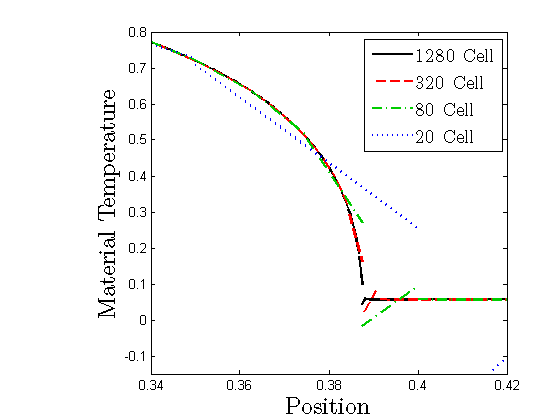 0.8
0.7
0.6
0.5
0.4
0.3
0.2
0.1
0
-0.1
Material Temperature
1280 Cell
320 Cell
80 Cell
20 Cell
0.34 0.36 0.38 0.4 0.42
Position